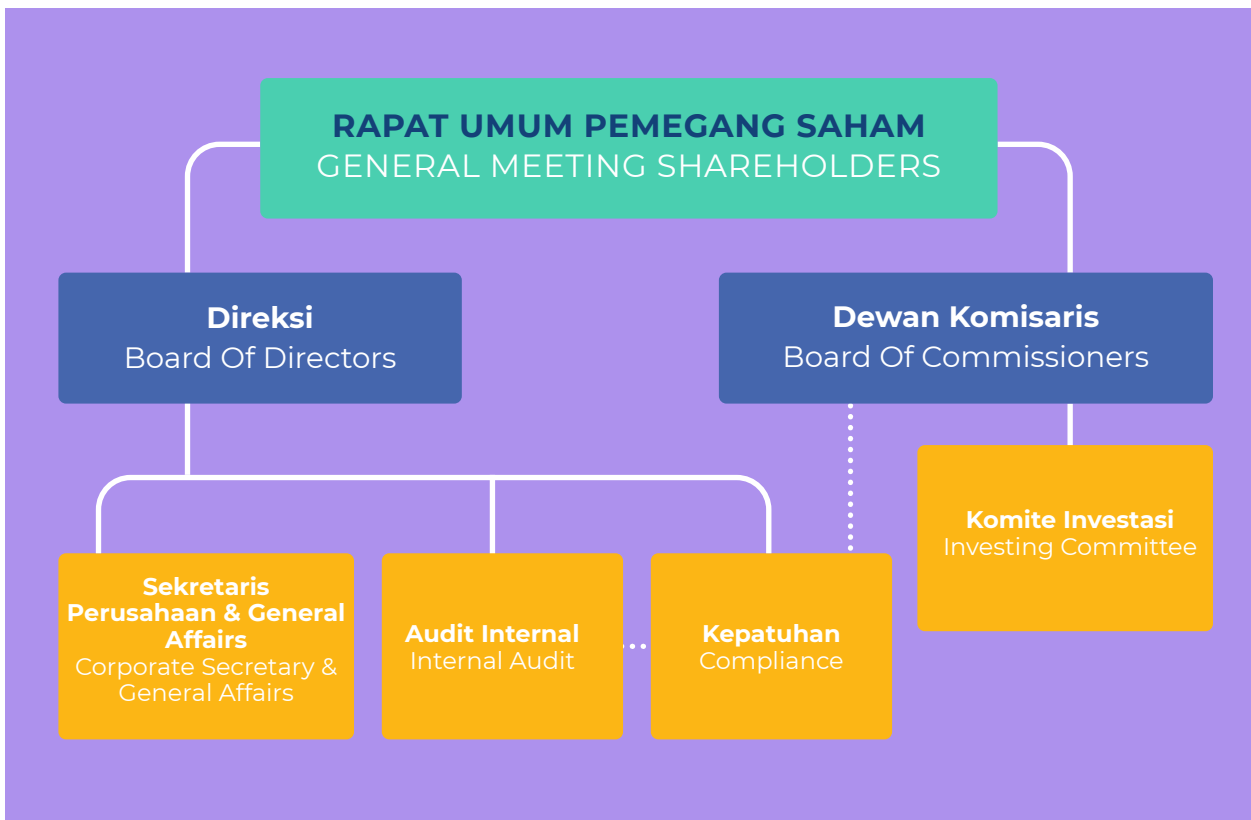 RAPAT UMUM PEMEGANG SAHAM
GENERAL MEETING SHAREHOLDERS
Direksi
Board Of Directors
Dewan Komisaris
Board Of Commissioners
Komite Investasi
Investing Committee
Sekretaris
Perusahaan & General
Affairs
Corporate Secretary &
General Affairs
Audit Internal
Internal Audit
Kepatuhan
Compliance